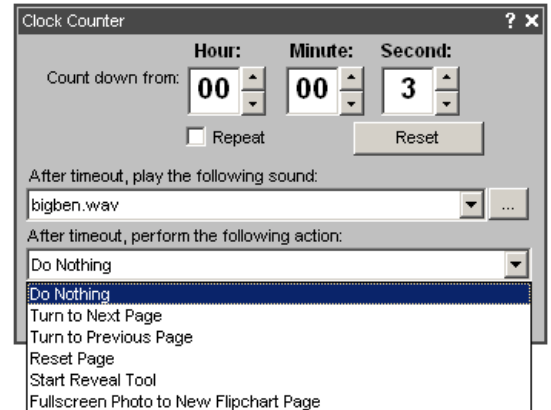 Clock Counter ? ×
Hour: Minute: Second:
Count down from: 00 00 3
Repeat Reset
After timeout, play the following sound:
bigben.wav ...
After timeout, perform the following action:
Do Nothing
Do Nothing
Turn to Next Page
Turn to Previous Page
Reset Page
Start Reveal Tool
Fullscreen Photo to New Flipchart Page